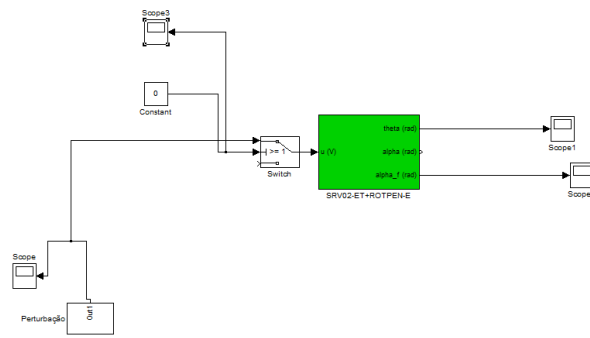 Scope3
0
Constant
>= 1
Switch
u (V)
theta (rad)
alpha (rad)
alpha_f (rad)
SRV02-ET+ROTPEN-E
Scope1
Scope
Scope
Perturbação
Out1